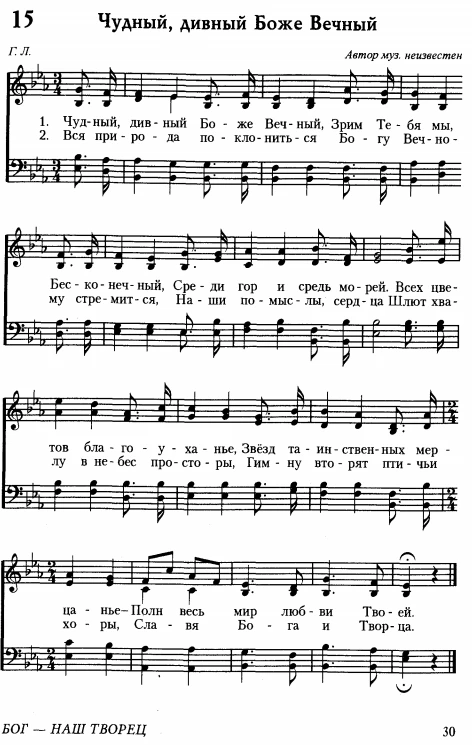 15 Чудный, дивный Боже Вечный
Г. Л. Автор муз. неизвестен
1. Чуд-ный, див-ный Бо - же Веч-ный, Зрим Те - бя мы,
2. Вся при-ро - да по - кло-нить-ся Бо - гу Веч-но -
Бес - ко-неч-ный, Сре - ди гор и средь мо-рей. Всех цве-
му стре-мит-ся, На - ши по-мыс-лы, серд-ца Шлют хва-
тов бла - го - у - ха-нье, Звёзд та - ин-ствен-ных мер -
лу в не-бес про-сто-ры, Гим - ну вто-рят пти-чьи
ца - нье–Полн весь мир люб-ви Тво-ей.
хо-ры, Сла - вя Бо - га и Твор-ца.
БОГ — НАШ ТВОРЕЦ 30